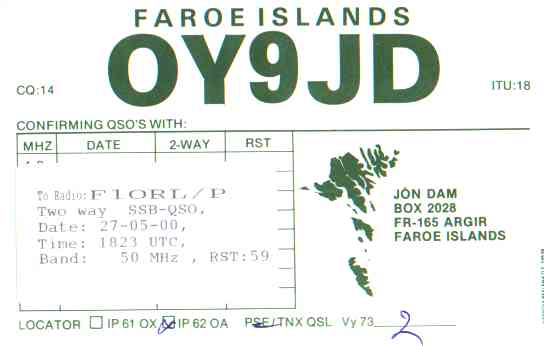 FAROE ISLANDS
OY9JD
CQ:14
ITU:18
CONFIRMING QSO'S WITH:
MHZ DATE 2-WAY RST
To Radio: F1ORL/P
Two way SSB-QSO,
Date: 27-05-00,
Time: 1823 UTC,
Band: 50 MHz , RST:59
JÓN DAM
BOX 2028
FR-165 ARGIR
FAROE ISLANDS
LOCATOR IP 61 OX IP 62 OA PSE/TNX QSL Vy 73